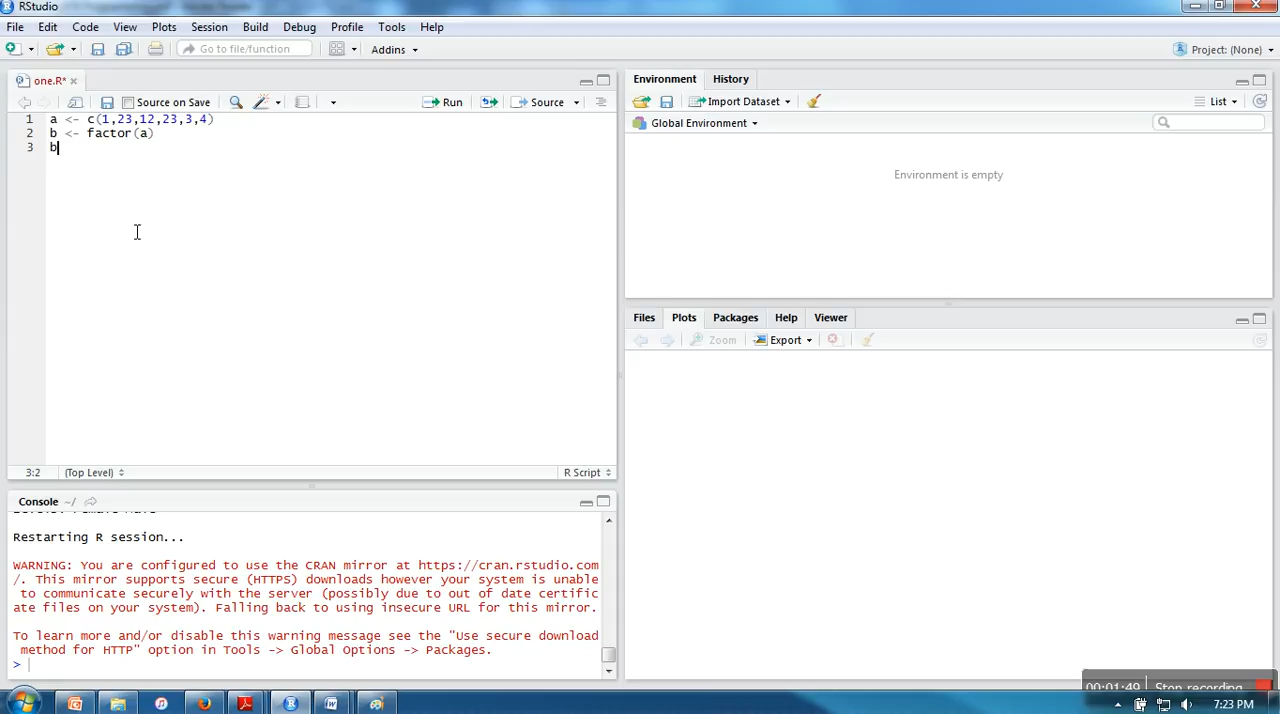 RStudio
File Edit Code View Plots Session Build Debug Profile Tools Help
Go to file/function Addins Project: (None)
one.R*
Source on Save Run Source
1 a <- c(1,23,12,23,3,4)
2 b <- factor(a)
3 b
3:2 (Top Level) R Script
Console ~/
Restarting R session...
WARNING: You are configured to use the CRAN mirror at https://cran.rstudio.com
/. This mirror supports secure (HTTPS) downloads however your system is unable
to communicate securely with the server (possibly due to out of date certific
ate files on your system). Falling back to using insecure URL for this mirror.
To learn more and/or disable this warning message see the "Use secure download
method for HTTP" option in Tools -> Global Options -> Packages.
>
Environment History
Import Dataset List
Global Environment
Environment is empty
Files Plots Packages Help Viewer
Zoom Export
00:01:49 Stop recording
7:23 PM